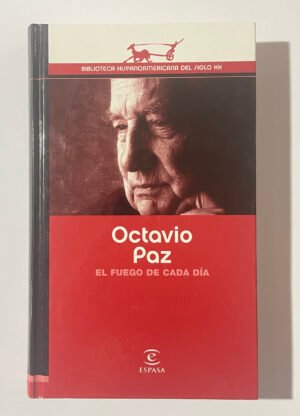 BIBLIOTECA HISPANOAMERICANA DEL SIGLO XX
Octavio
Paz
EL FUEGO DE CADA DÍA
e
ESPASA